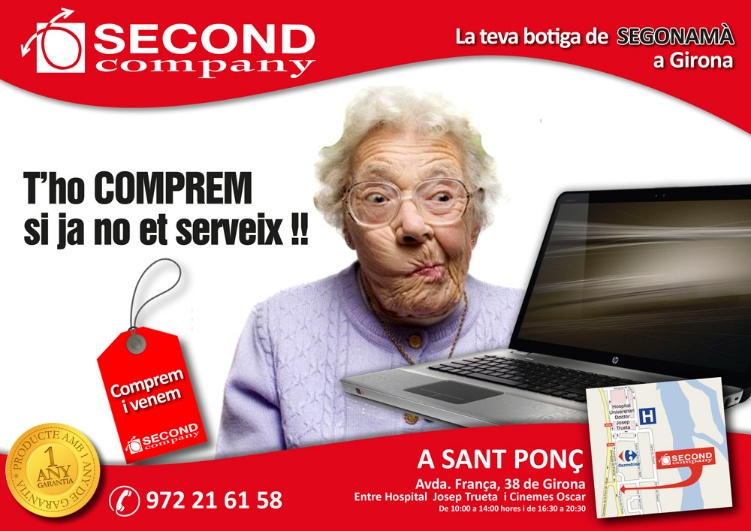 SECOND
company
La teva botiga de SEGONAMÀ
a Girona
T'ho COMPREM
si ja no et serveix !!
Comprem
i venem
SECOND
company
PRODUCTE AMB 1 ANY DE GARANTIA
1
ANY
GARANTIA
972 21 61 58
A SANT PONÇ
Avda. França, 38 de Girona
Entre Hospital Josep Trueta i Cinemes Oscar
De 10:00 a 14:00 hores i de 16:30 a 20:30
Hospital
Universitari
Doctor
Josep
Trueta
H
Carrefour
SECOND
company
hp